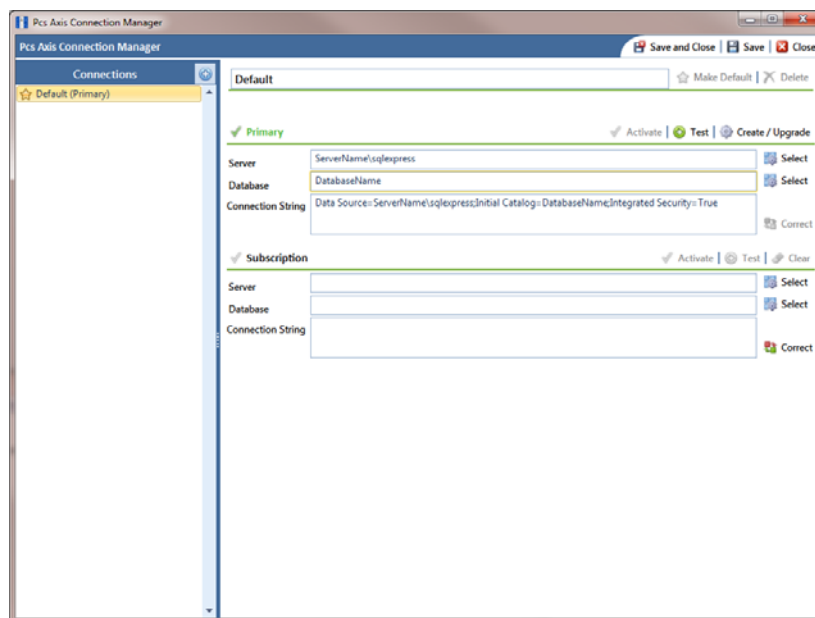 Pcs Axis Connection Manager
Pcs Axis Connection Manager Save and Close Save Close
Connections
Default (Primary)
Default Make Default Delete
Primary Activate Test Create / Upgrade
Server ServerName\sqlexpress Select
Database DatabaseName Select
Connection String Data Source=ServerName\sqlexpress;Initial Catalog=DatabaseName;Integrated Security=True
Correct
Subscription Activate Test Clear
Server Select
Database Select
Connection String
Correct